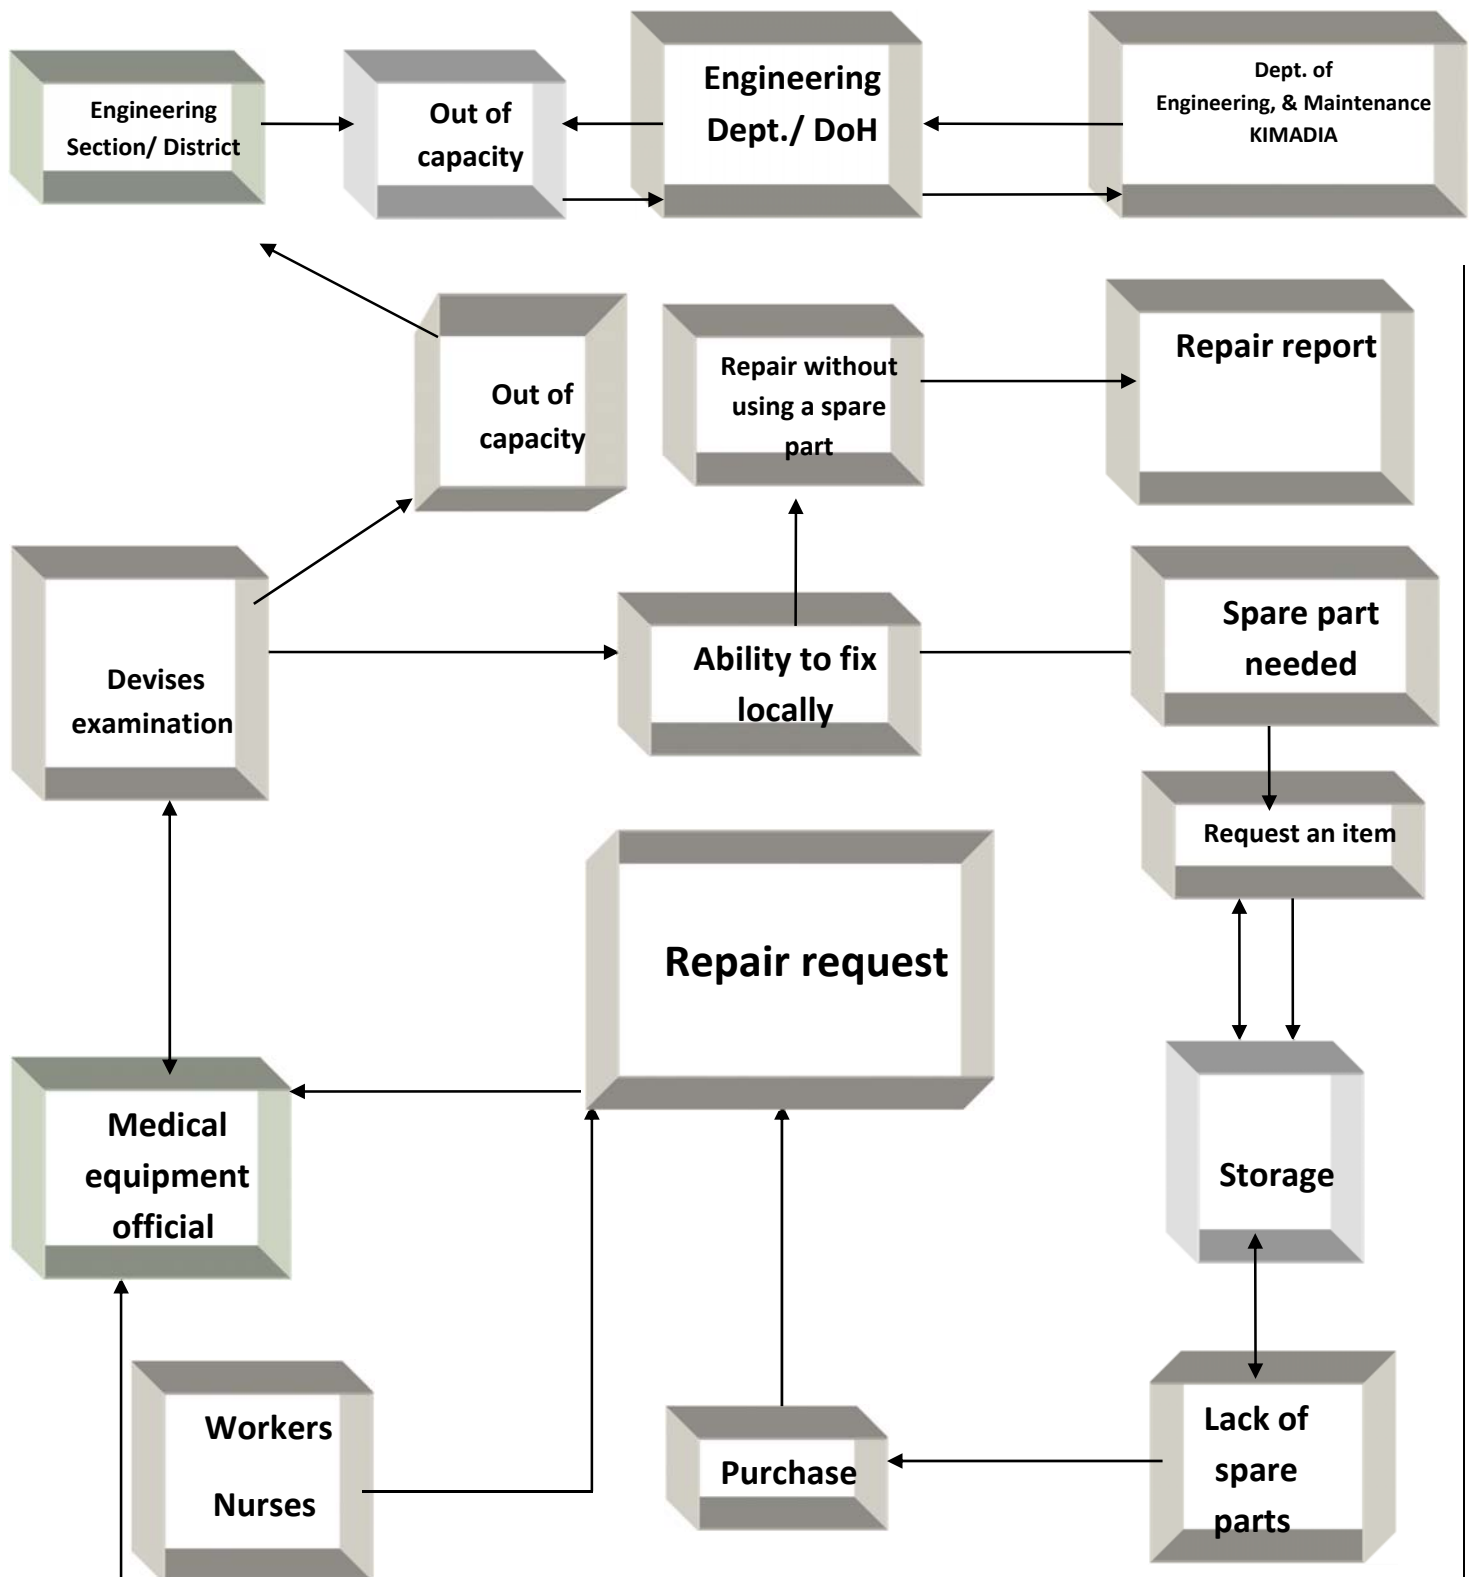 Engineering
Section/ District
Out of
capacity
Engineering
Dept./ DoH
Dept. of
Engineering, & Maintenance
KIMADIA
Out of
capacity
Repair without
using a spare
part
Repair report
Devises
examination
Ability to fix
locally
Spare part
needed
Request an item
Repair request
Medical
equipment
official
Storage
Workers
Nurses
Purchase
Lack of
spare
parts